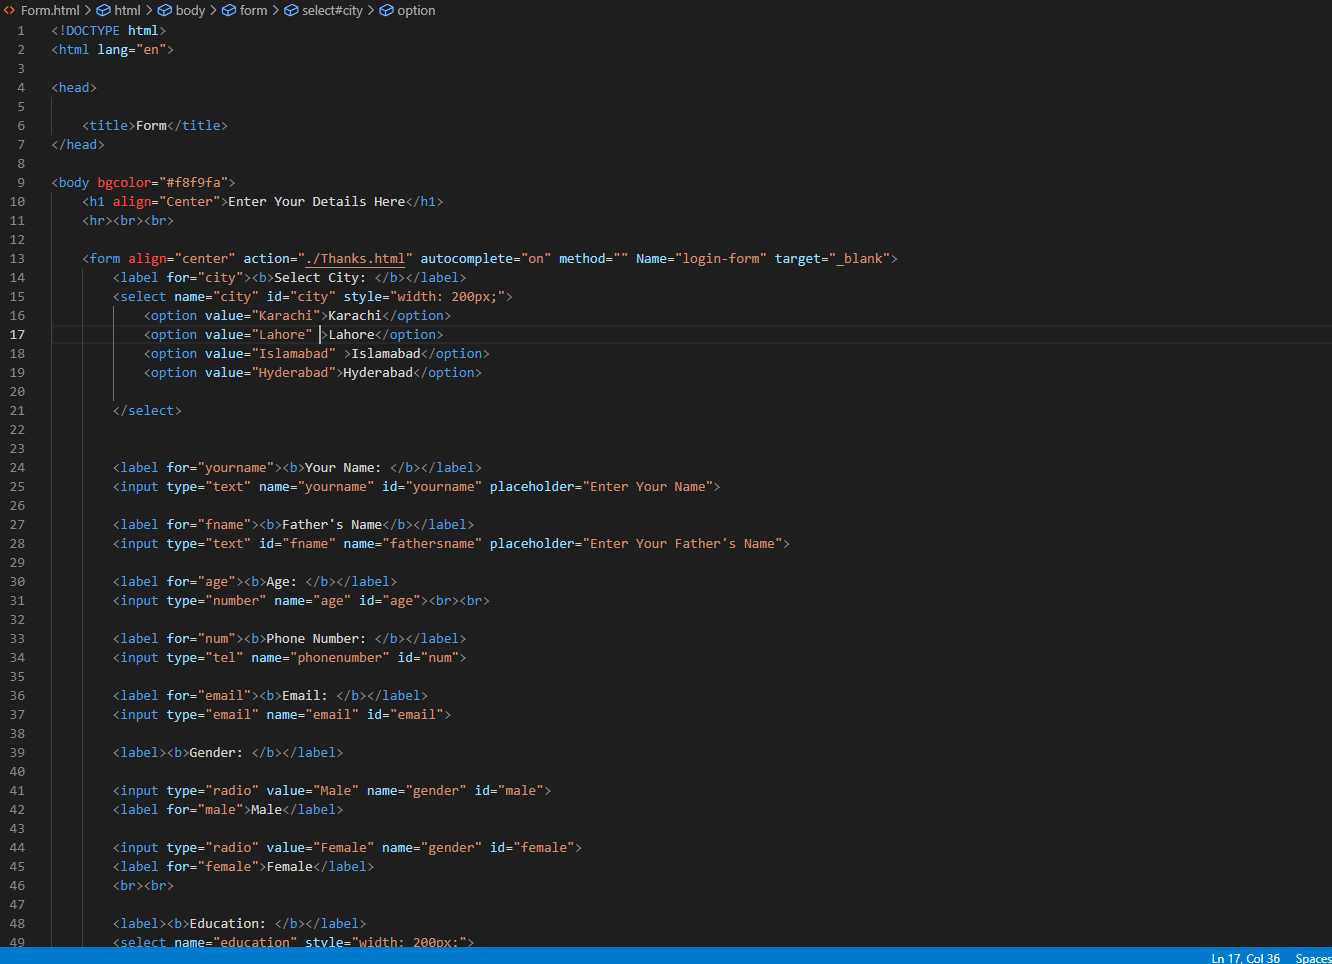 Form.html > html > body > form > select#city > option
1 <!DOCTYPE html>
2 <html lang="en">
3
4 <head>
5
6 <title>Form</title>
7 </head>
8
9 <body bgcolor="#f8f9fa">
10 <h1 align="Center">Enter Your Details Here</h1>
11 <hr><br><br>
12
13 <form align="center" action="./Thanks.html" autocomplete="on" method="" Name="login-form" target="_blank">
14 <label for="city"><b>Select City: </b></label>
15 <select name="city" id="city" style="width: 200px;">
16 <option value="Karachi">Karachi</option>
17 <option value="Lahore" >Lahore</option>
18 <option value="Islamabad" >Islamabad</option>
19 <option value="Hyderabad">Hyderabad</option>
20
21 </select>
22
23
24 <label for="yourname"><b>Your Name: </b></label>
25 <input type="text" name="yourname" id="yourname" placeholder="Enter Your Name">
26
27 <label for="fname"><b>Father's Name</b></label>
28 <input type="text" id="fname" name="fathersname" placeholder="Enter Your Father's Name">
29
30 <label for="age"><b>Age: </b></label>
31 <input type="number" name="age" id="age"><br><br>
32
33 <label for="num"><b>Phone Number: </b></label>
34 <input type="tel" name="phonenumber" id="num">
35
36 <label for="email"><b>Email: </b></label>
37 <input type="email" name="email" id="email">
38
39 <label><b>Gender: </b></label>
40
41 <input type="radio" value="Male" name="gender" id="male">
42 <label for="male">Male</label>
43
44 <input type="radio" value="Female" name="gender" id="female">
45 <label for="female">Female</label>
46 <br><br>
47
48 <label><b>Education: </b></label>
49 <select name="education" style="width: 200px;">
Ln 17, Col 36 Spaces